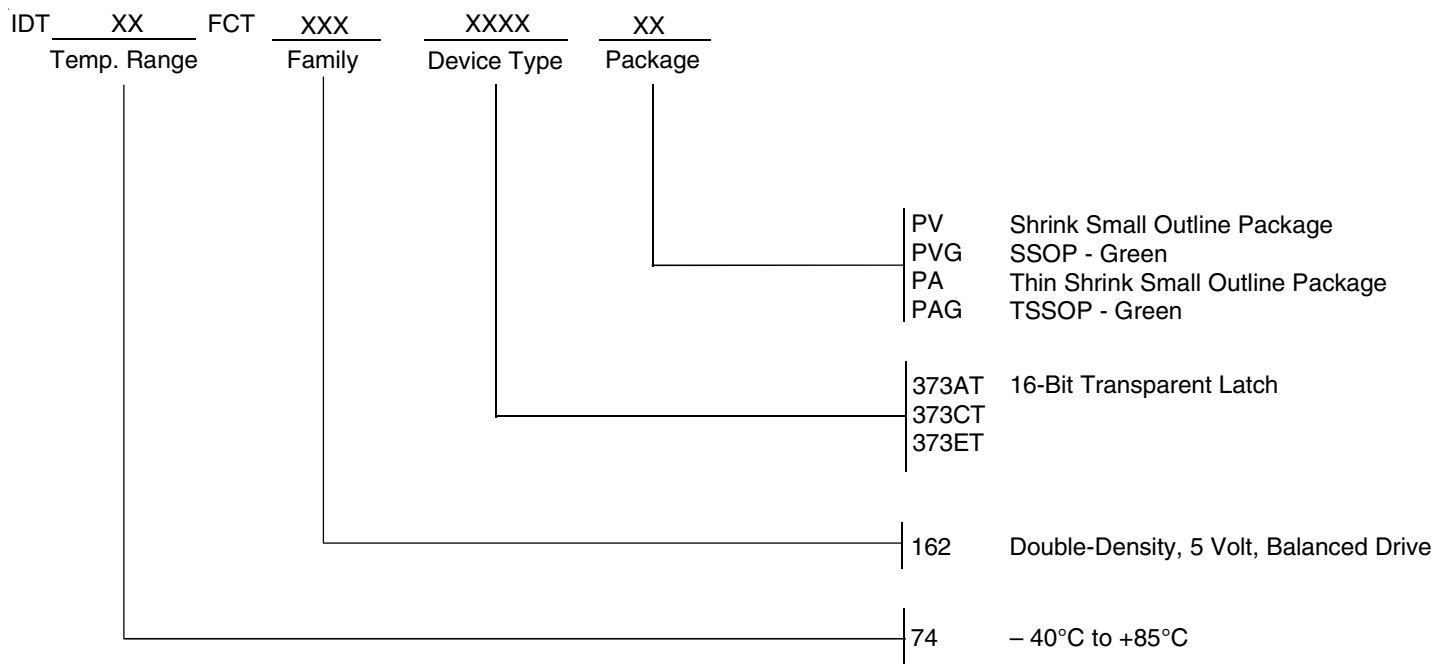 IDT XX FCT XXX XXXX XX
Temp. Range Family Device Type Package
PV Shrink Small Outline Package
PVG SSOP - Green
PA Thin Shrink Small Outline Package
PAG TSSOP - Green
373AT 16-Bit Transparent Latch
373CT
373ET
162 Double-Density, 5 Volt, Balanced Drive
74 – 40°C to +85°C